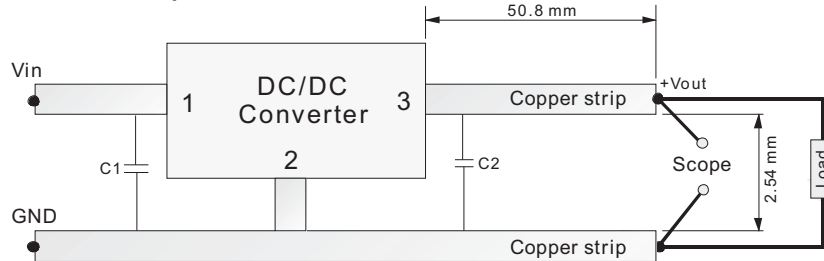 50.8 mm
Vin
+Vout
DC/DC
Converter
1
3
Copper strip
C1
2
C2
Scope
2.54 mm
Load
GND
Copper strip